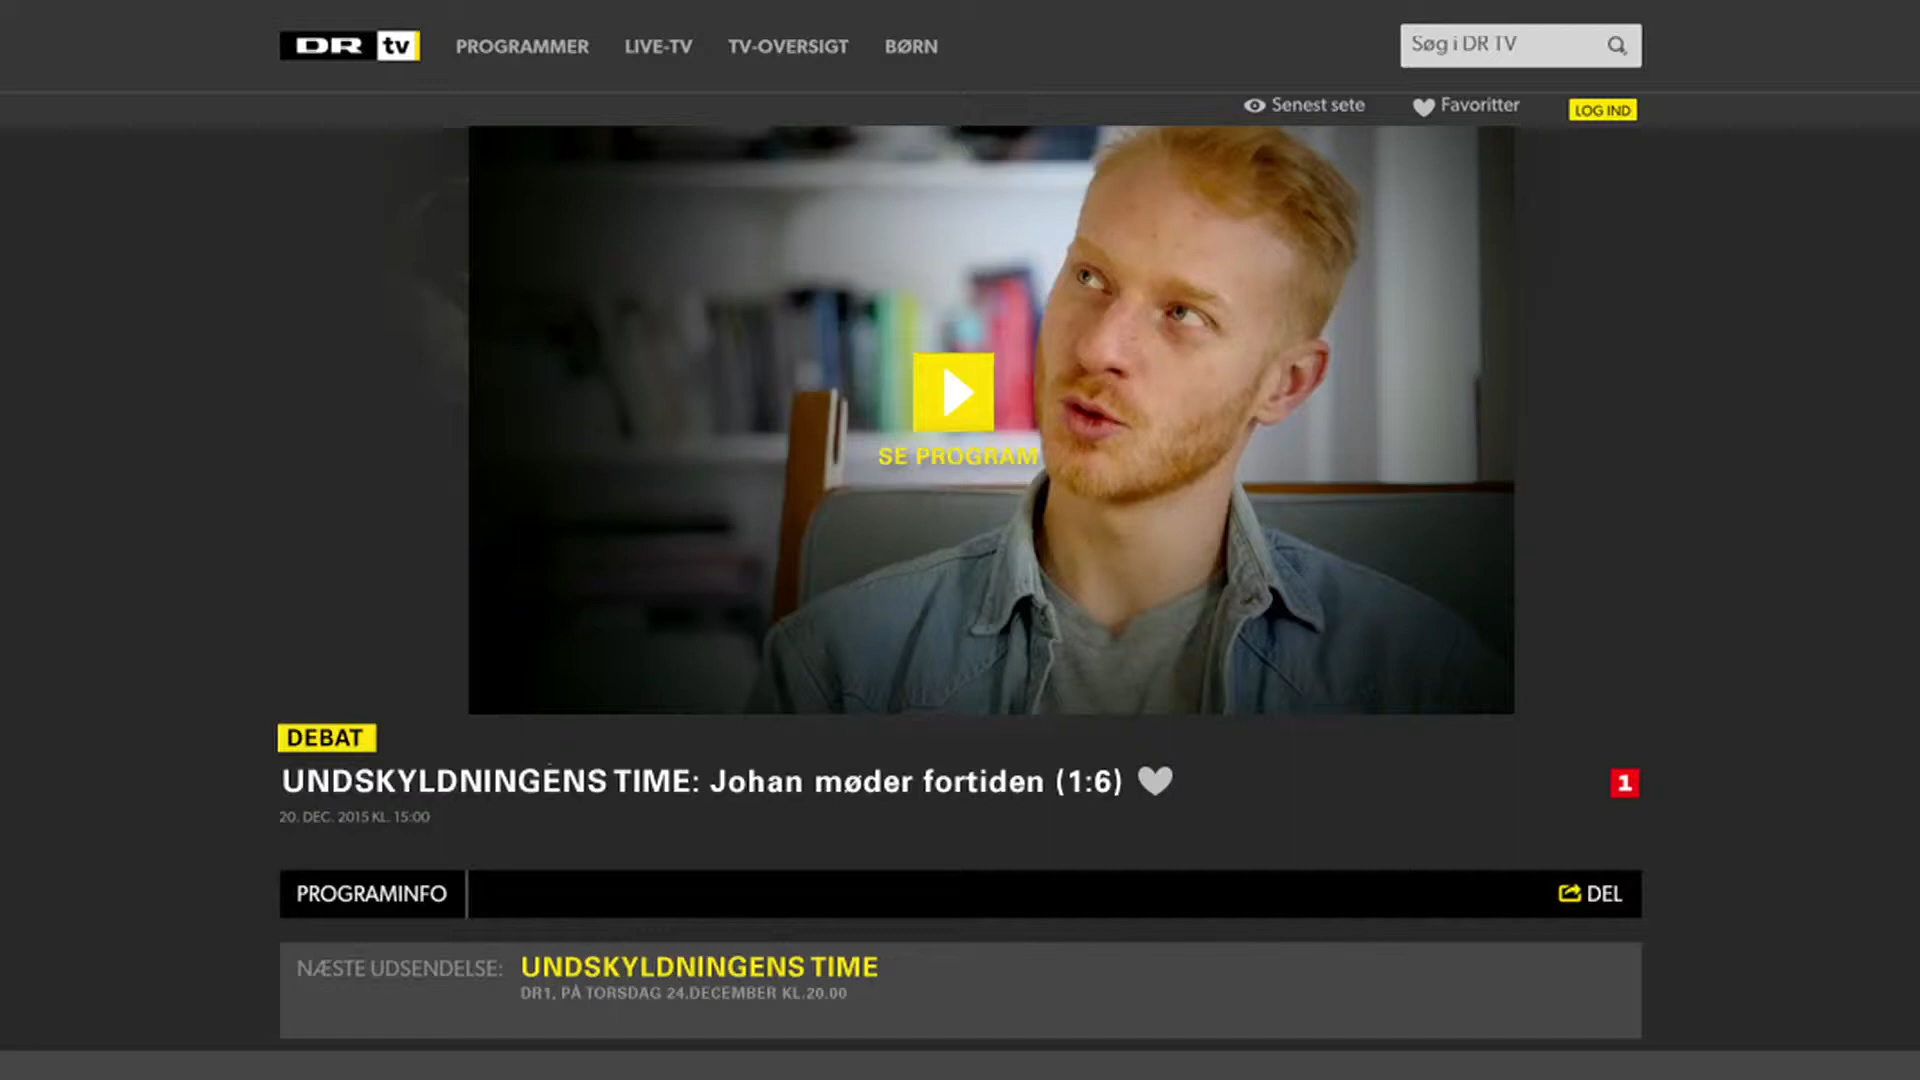 DR tv PROGRAMMER LIVE-TV TV-OVERSIGT BØRN Søg i DR TV
Senest sete Favoritter LOG IND
SE PROGRAM
DEBAT
UNDSKYLDNINGENS TIME: Johan møder fortiden (1:6) 1
20. DEC. 2015 KL. 15:00
PROGRAMINFO DEL
NÆSTE UDSENDELSE: UNDSKYLDNINGENS TIME
DR1, PÅ TORSDAG 24.DECEMBER KL.20.00